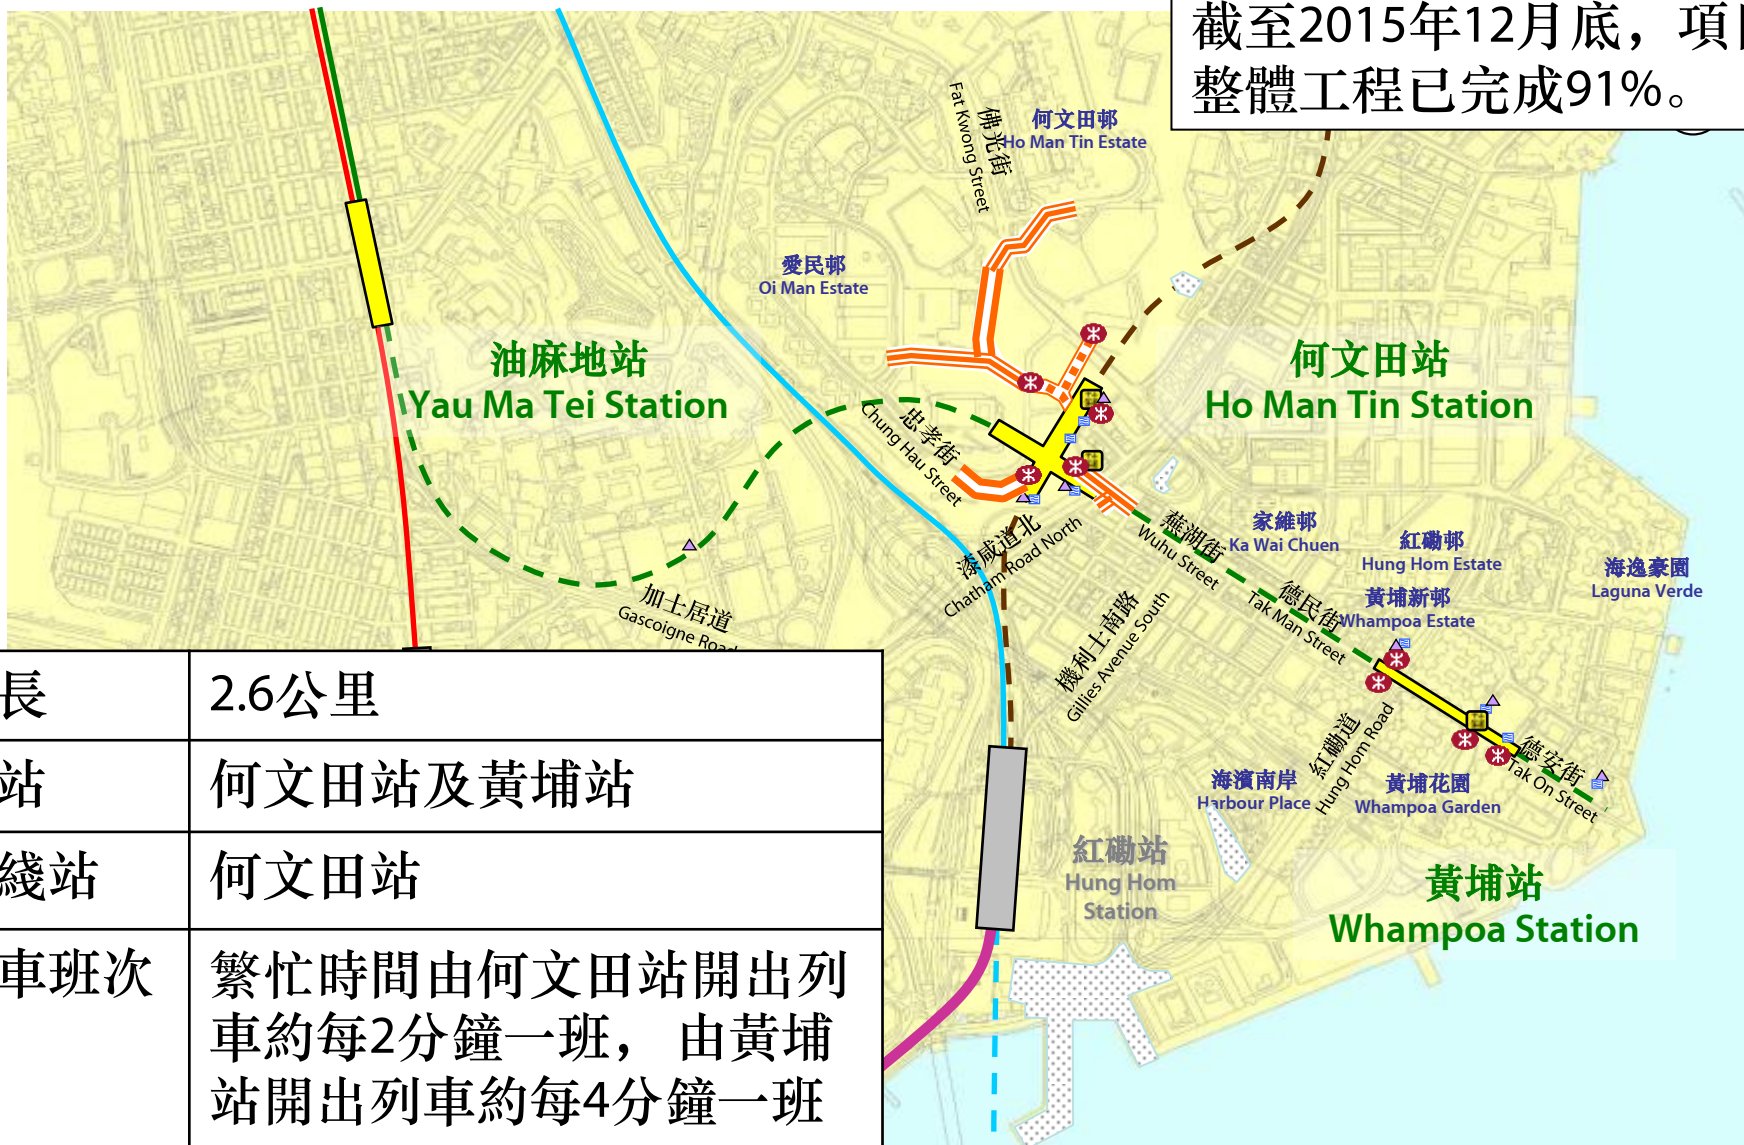 截至2015年12月底，項目
整體工程已完成91%。
佛光街
Fat Kwong Street
何文田邨
Ho Man Tin Estate
愛民邨
Oi Man Estate
油麻地站
Yau Ma Tei Station
何文田站
Ho Man Tin Station
忠孝街
Chung Hau Street
漆咸道北
Chatham Road North
蕪湖街
Wuhu Street
家維邨
Ka Wai Chuen
紅磡邨
Hung Hom Estate
海逸豪園
Laguna Verde
德民街
Tak Man Street
黃埔新邨
Whampoa Estate
加士居道
Gascoigne Road
機利士南路
Gillies Avenue South
紅磡道
Hung Hom Road
德安街
Tak On Street
海濱南岸
Harbour Place
黃埔花園
Whampoa Garden
紅磡站
Hung Hom
Station
黃埔站
Whampoa Station
長
2.6公里
站
何文田站及黃埔站
綫站
何文田站
車班次
繁忙時間由何文田站開出列
車約每2分鐘一班， 由黃埔
站開出列車約每4分鐘一班